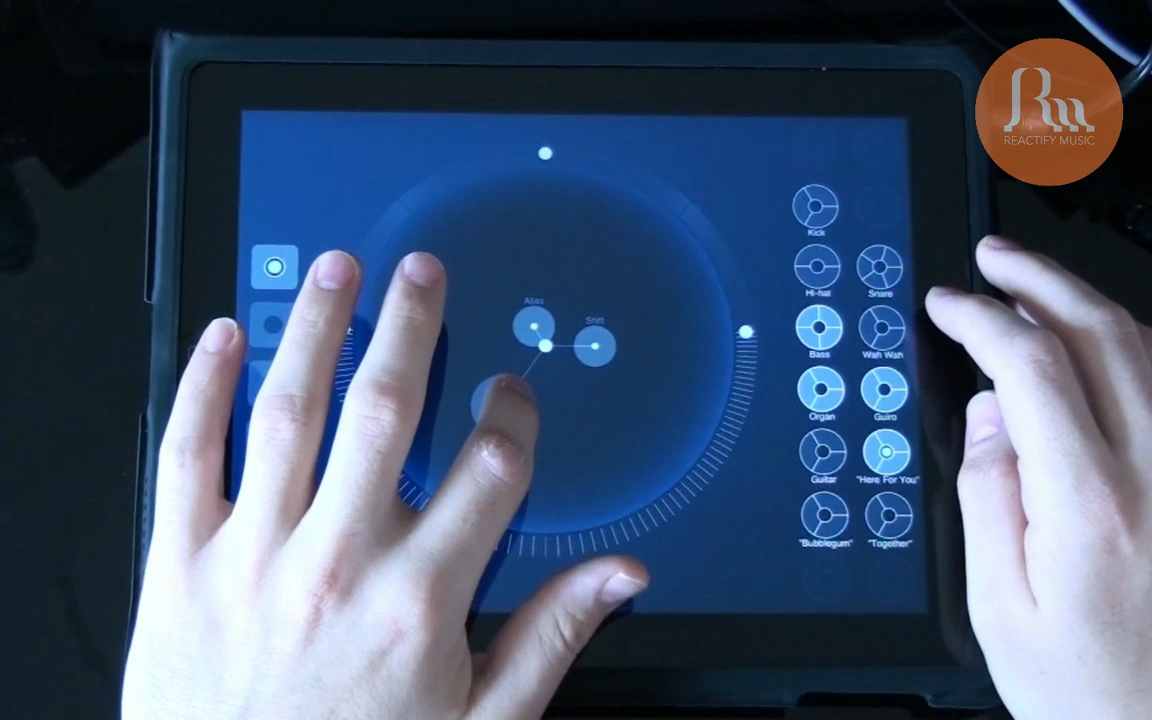 REACTIFY MUSIC
Kick
Hi-hat
Snare
Bass
Wah Wah
Organ
Guiro
Guitar
"Here For You"
"Bubblegum"
"Together"
Alias
Shift